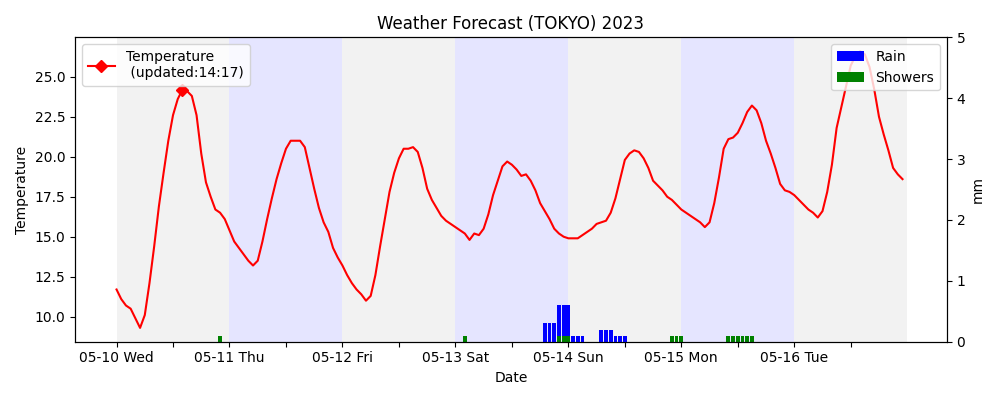 Weather Forecast (TOKYO) 2023
Temperature
(updated:14:17)
Rain
Showers
Temperature
25.0
22.5
20.0
17.5
15.0
12.5
10.0
5
4
3
2
1
0
mm
05-10 Wed
05-11 Thu
05-12 Fri
05-13 Sat
05-14 Sun
05-15 Mon
05-16 Tue
Date